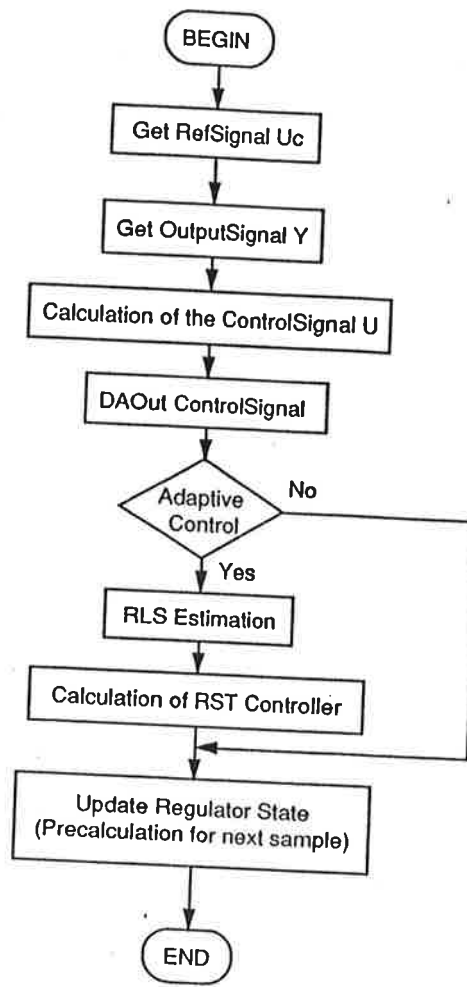 BEGIN
Get RefSignal Uc
Get OutputSignal Y
Calculation of the ControlSignal U
DAOut ControlSignal
Adaptive
Control
No
Yes
RLS Estimation
Calculation of RST Controller
Update Regulator State
(Precalculation for next sample)
END